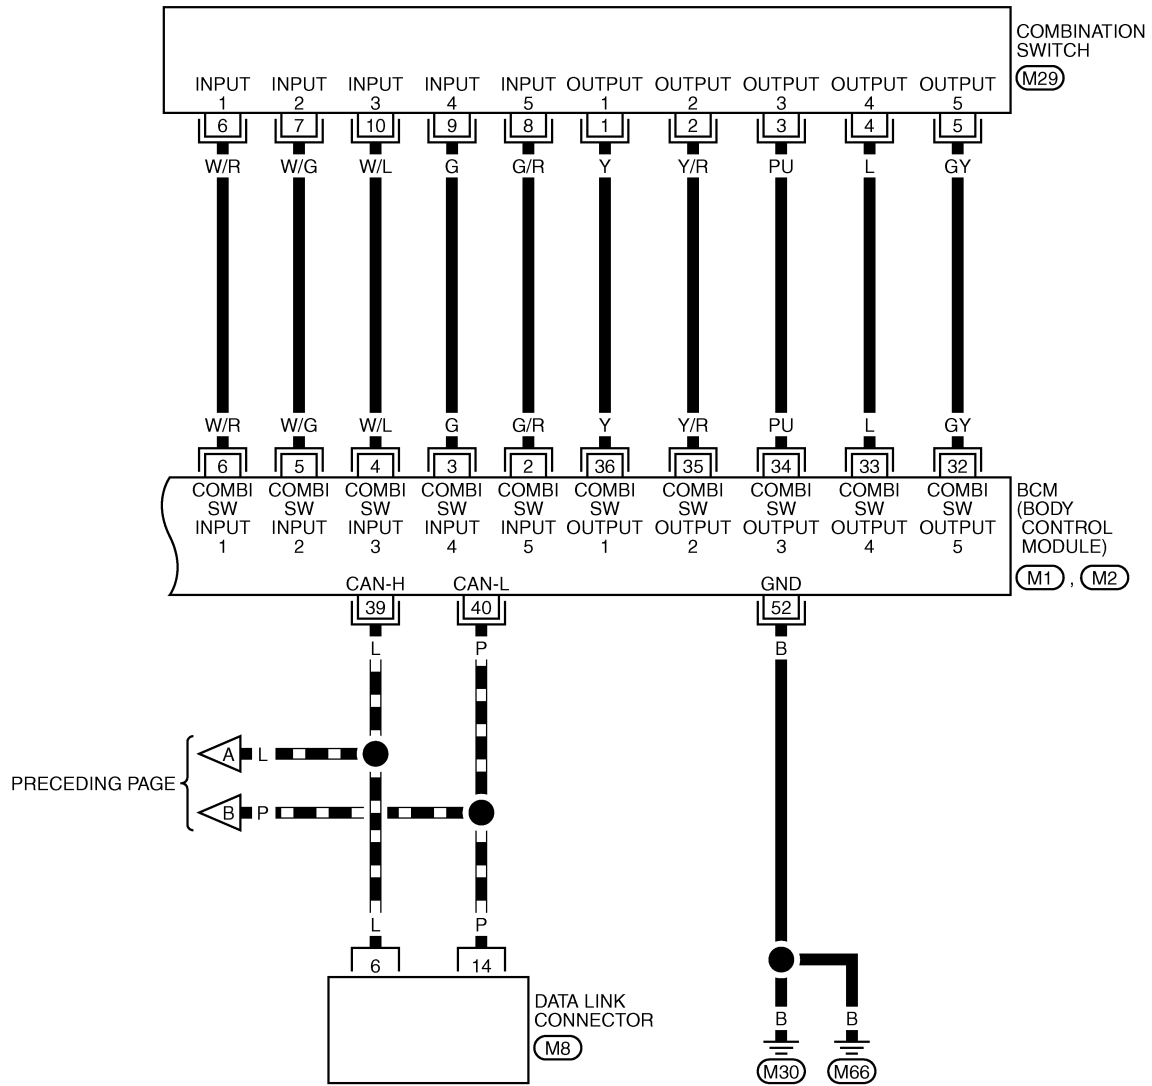 COMBINATION
SWITCH
M29
INPUT INPUT INPUT INPUT INPUT OUTPUT OUTPUT OUTPUT OUTPUT OUTPUT
1 2 3 4 5 1 2 3 4 5
6 7 10 9 8 1 2 3 4 5
W/R W/G W/L G G/R Y Y/R PU L GY
W/R W/G W/L G G/R Y Y/R PU L GY
6 5 4 3 2 36 35 34 33 32
COMBI COMBI COMBI COMBI COMBI COMBI COMBI COMBI COMBI COMBI
SW SW SW SW SW SW SW SW SW SW
INPUT INPUT INPUT INPUT INPUT OUTPUT OUTPUT OUTPUT OUTPUT OUTPUT
1 2 3 4 5 1 2 3 4 5
BCM
(BODY
CONTROL
MODULE)
M1 , M2
CAN-H CAN-L GND
39 40 52
L P B
A L
PRECEDING PAGE
B P
L P
6 14
DATA LINK
CONNECTOR
M8
B B
M30 M66